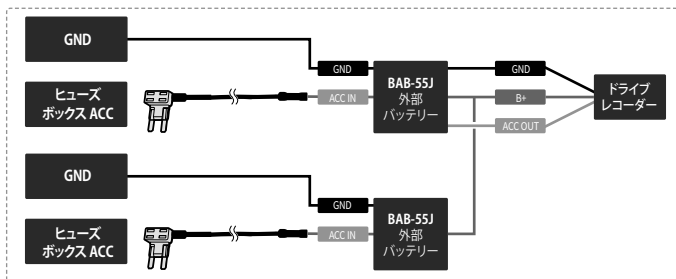 GND
GND
GND
ヒューズ
ボックス ACC
ACC IN
BAB-55J
外部
バッテリー
B+
ACC OUT
ドライブ
レコーダー
GND
GND
ヒューズ
ボックス ACC
ACC IN
BAB-55J
外部
バッテリー